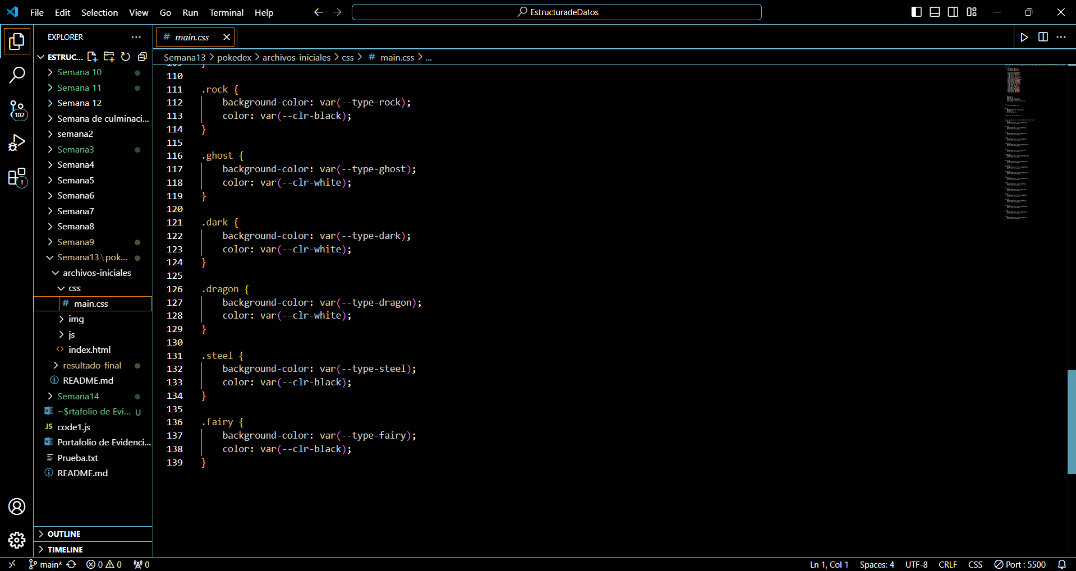 File Edit Selection View Go Run Terminal Help
EstructuradeDatos
EXPLORER
ESTRUC...
Semana 10
Semana 11
Semana 12
Semana de culminaci...
semana2
Semana3
Semana4
Semana5
Semana6
Semana7
Semana8
Semana9
Semana13\pok...
archivos-iniciales
css
# main.css
img
js
<> index.html
resultado-final
README.md
Semana14
~$rtafolio de Evi... U
JS code1.js
Portafolio de Evidenci...
Prueba.txt
README.md
OUTLINE
TIMELINE
102
1
# main.css
Semana13 > pokedex > archivos-iniciales > css > # main.css > ...
110
111 .rock {
112 background-color: var(--type-rock);
113 color: var(--clr-black);
114 }
115
116 .ghost {
117 background-color: var(--type-ghost);
118 color: var(--clr-white);
119 }
120
121 .dark {
122 background-color: var(--type-dark);
123 color: var(--clr-white);
124 }
125
126 .dragon {
127 background-color: var(--type-dragon);
128 color: var(--clr-white);
129 }
130
131 .steel {
132 background-color: var(--type-steel);
133 color: var(--clr-black);
134 }
135
136 .fairy {
137 background-color: var(--type-fairy);
138 color: var(--clr-black);
139 }
main* 0 0 0 Ln 1, Col 1 Spaces: 4 UTF-8 CRLF CSS Port : 5500